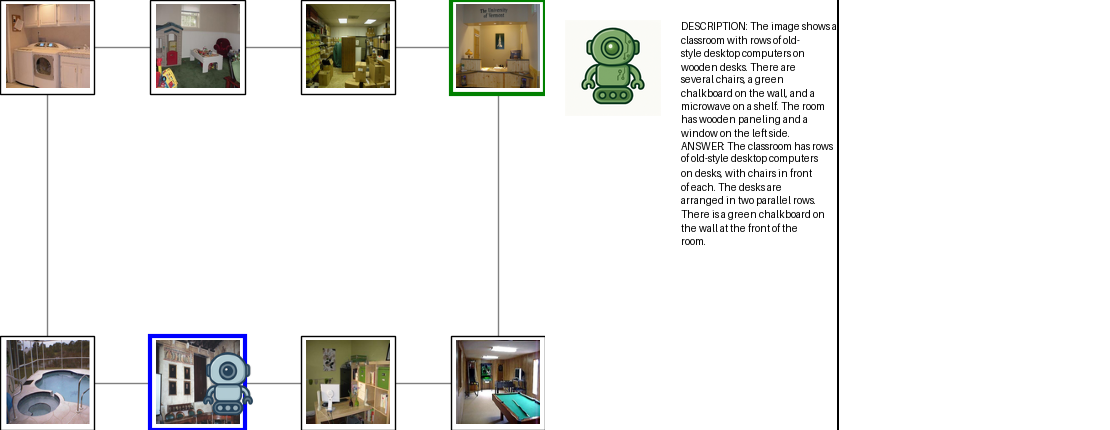 The University
of Vermont
DESCRIPTION: The image shows a
classroom with rows of old-
style desktop computers on
wooden desks. There are
several chairs, a green
chalkboard on the wall, and a
microwave on a shelf. The room
has wooden paneling and a
window on the left side.
ANSWER: The classroom has rows
of old-style desktop computers
on desks, with chairs in front
of each. The desks are
arranged in two parallel rows.
There is a green chalkboard on
the wall at the front of the
room.